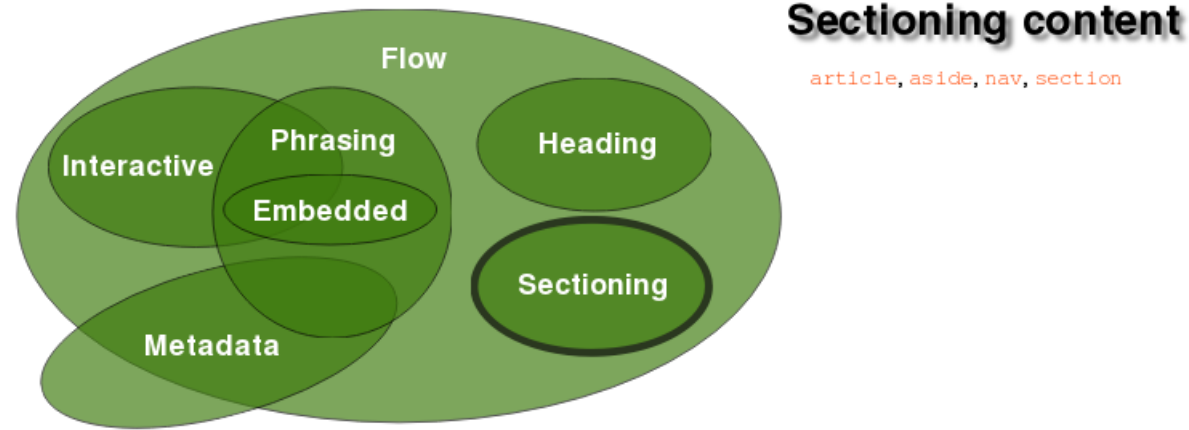 Sectioning content
article, aside, nav, section
Flow
Phrasing
Heading
Interactive
Embedded
Sectioning
Metadata